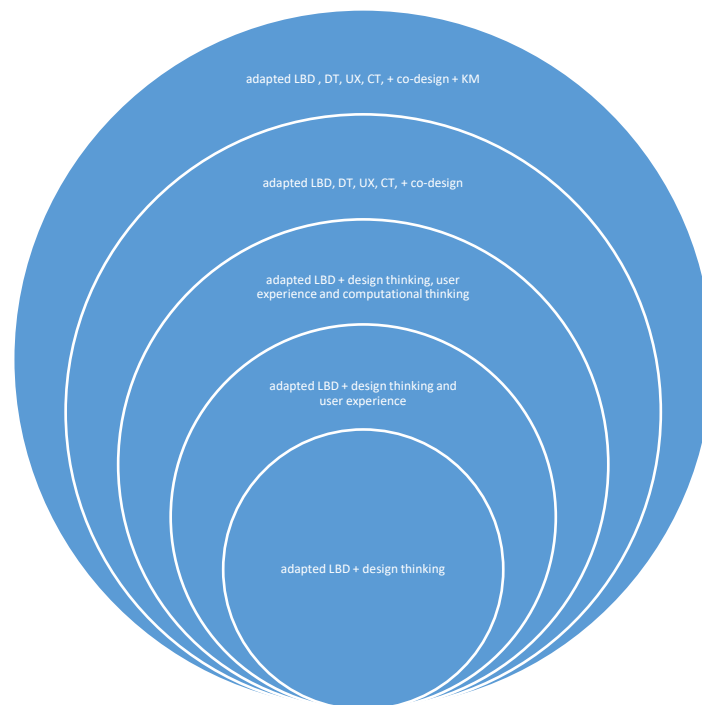 adapted LBD , DT, UX, CT, + co-design + KM
adapted LBD, DT, UX, CT, + co-design
adapted LBD + design thinking, user
experience and computational thinking
adapted LBD + design thinking and
user experience
adapted LBD + design thinking